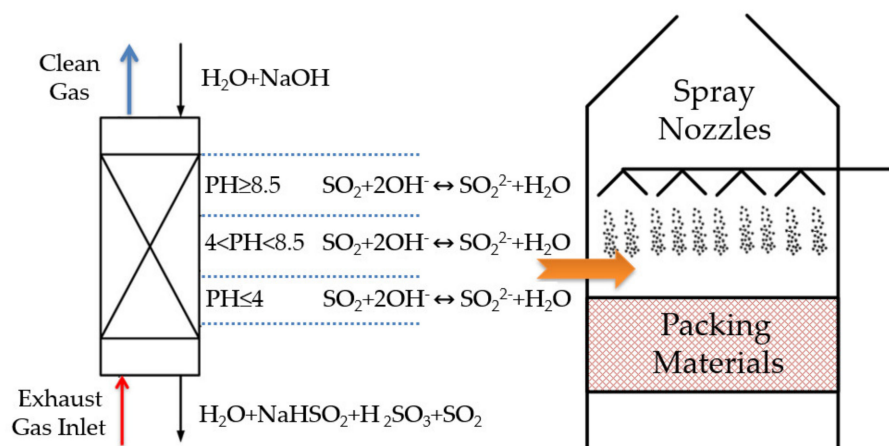 Clean
Gas
H₂O+NaOH
PH≥8.5 SO₂+2OH⁻ ↔ SO₂²⁻+H₂O
4<PH<8.5 SO₂+2OH⁻ ↔ SO₂²⁻+H₂O
PH≤4 SO₂+2OH⁻ ↔ SO₂²⁻+H₂O
Exhaust
Gas Inlet
H₂O+NaHSO₂+H₂SO₃+SO₂
Spray
Nozzles
Packing
Materials